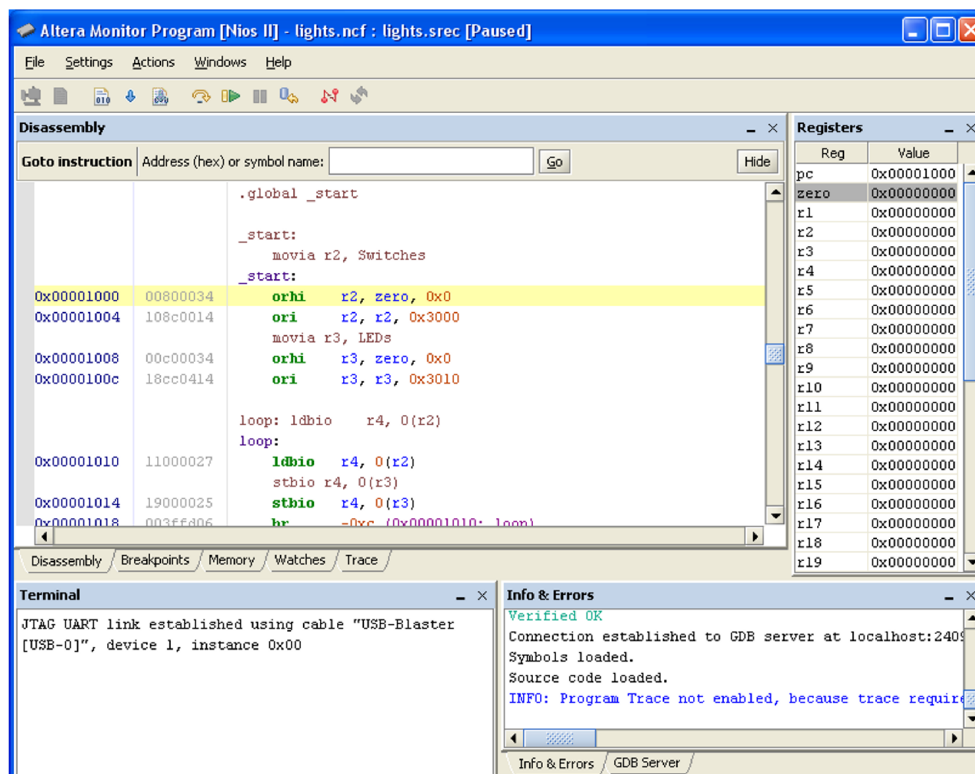 Altera Monitor Program [Nios II] - lights.ncf : lights.srec [Paused]
File Settings Actions Windows Help
Disassembly
Goto instruction Address (hex) or symbol name: Go Hide
.global _start
_start:
movia r2, Switches
_start:
0x00001000 00800034 orhi r2, zero, 0x0
0x00001004 108c0014 ori r2, r2, 0x3000
movia r3, LEDs
0x00001008 00c00034 orhi r3, zero, 0x0
0x0000100c 18cc0414 ori r3, r3, 0x3010
loop: ldbio r4, 0(r2)
loop:
0x00001010 11000027 ldbio r4, 0(r2)
stbio r4, 0(r3)
0x00001014 19000025 stbio r4, 0(r3)
0x00001018 003ffd06 br -0xc (0x00001010: loop)
Disassembly Breakpoints Memory Watches Trace
Registers
Reg Value
pc 0x00001000
zero 0x00000000
r1 0x00000000
r2 0x00000000
r3 0x00000000
r4 0x00000000
r5 0x00000000
r6 0x00000000
r7 0x00000000
r8 0x00000000
r9 0x00000000
r10 0x00000000
r11 0x00000000
r12 0x00000000
r13 0x00000000
r14 0x00000000
r15 0x00000000
r16 0x00000000
r17 0x00000000
r18 0x00000000
r19 0x00000000
Terminal
JTAG UART link established using cable "USB-Blaster
[USB-0]", device 1, instance 0x00
Info & Errors
Verified OK
Connection established to GDB server at localhost:2409
Symbols loaded.
Source code loaded.
INFO: Program Trace not enabled, because trace require
Info & Errors GDB Server